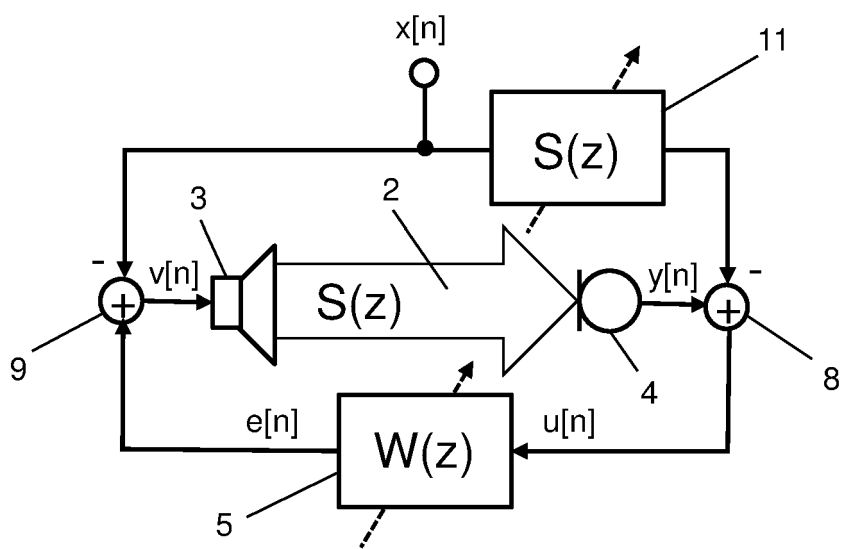 x[n]
11
S(z)
2
3
-
v[n]
S(z)
y[n]
-
+
+
9
4
8
e[n]
W(z)
u[n]
5